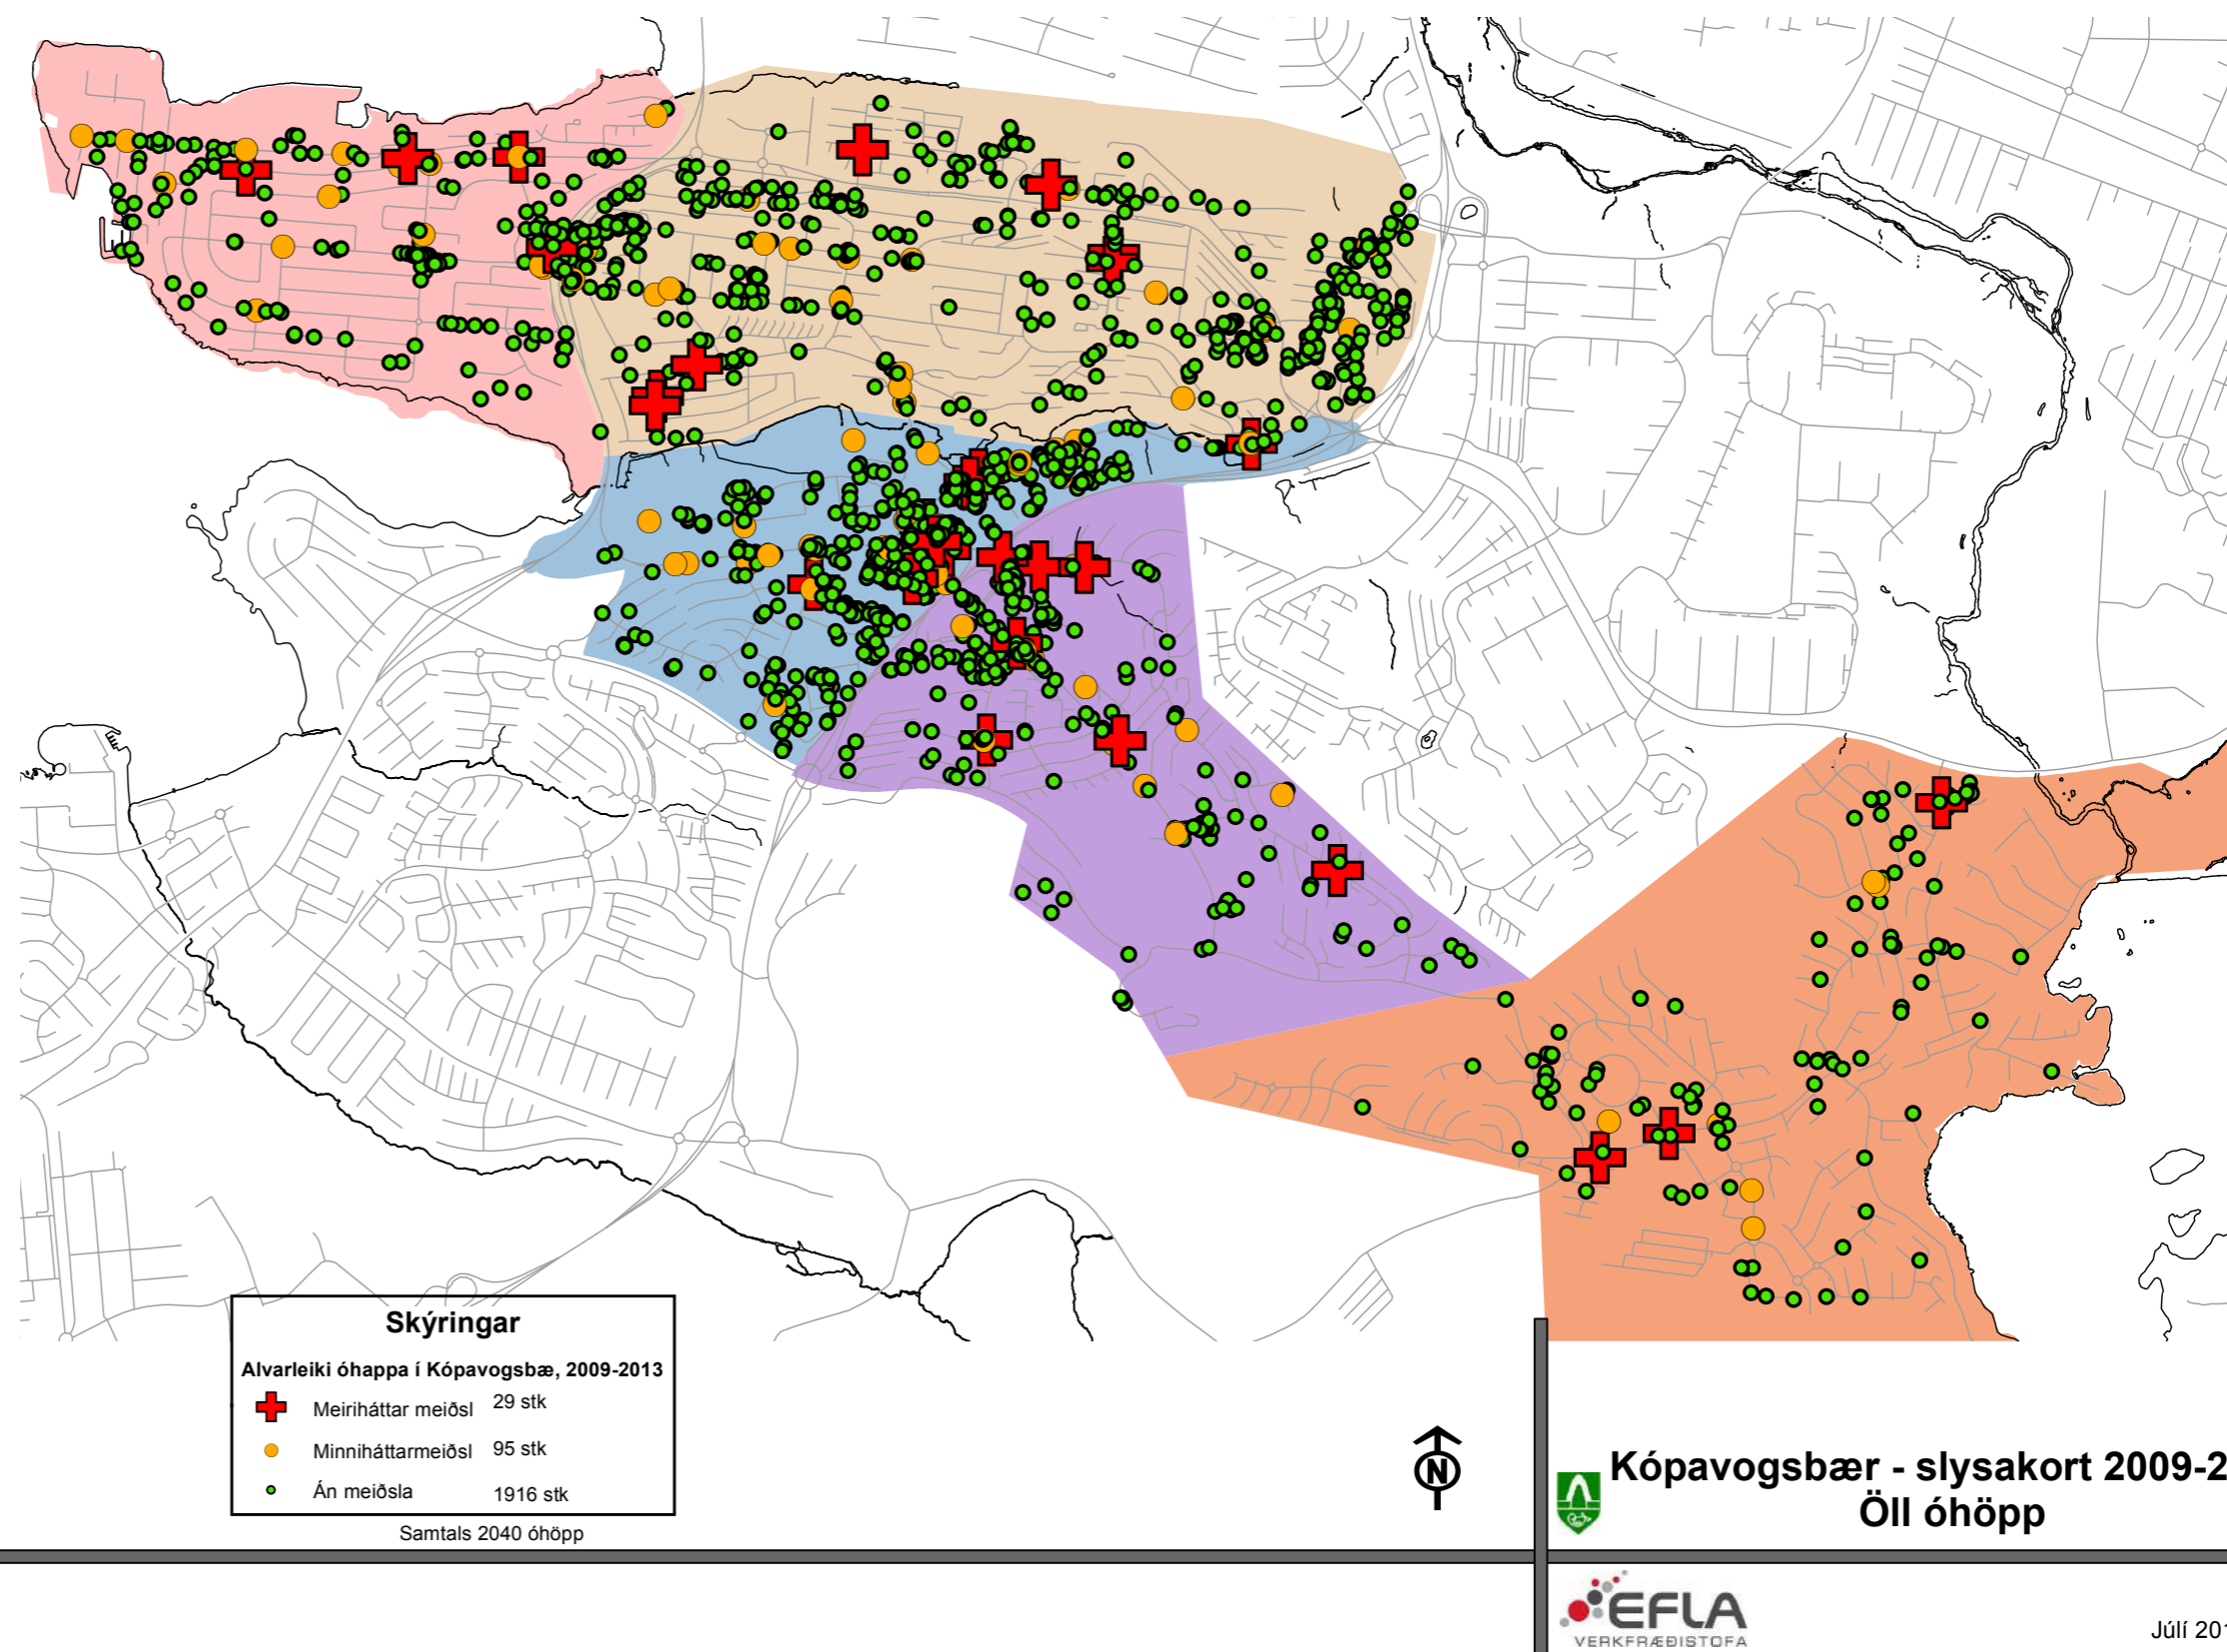 Skýringar
Alvarleiki óhappa í Kópavogsbæ, 2009-2013
Meiriháttar meiðsl 29 stk
Minniháttarmeiðsl 95 stk
Án meiðsla 1916 stk
Samtals 2040 óhöpp
N
Kópavogsbær - slysakort 2009-2
Öll óhöpp
EFLA
VERKFRÆÐISTOFA
Júlí 201